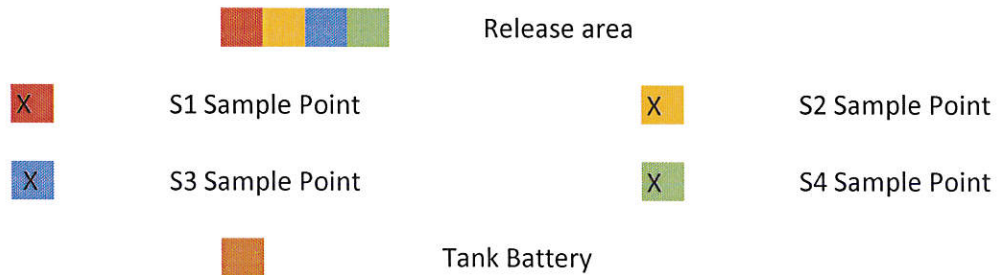 Release area
X S1 Sample Point X S2 Sample Point
X S3 Sample Point X S4 Sample Point
Tank Battery